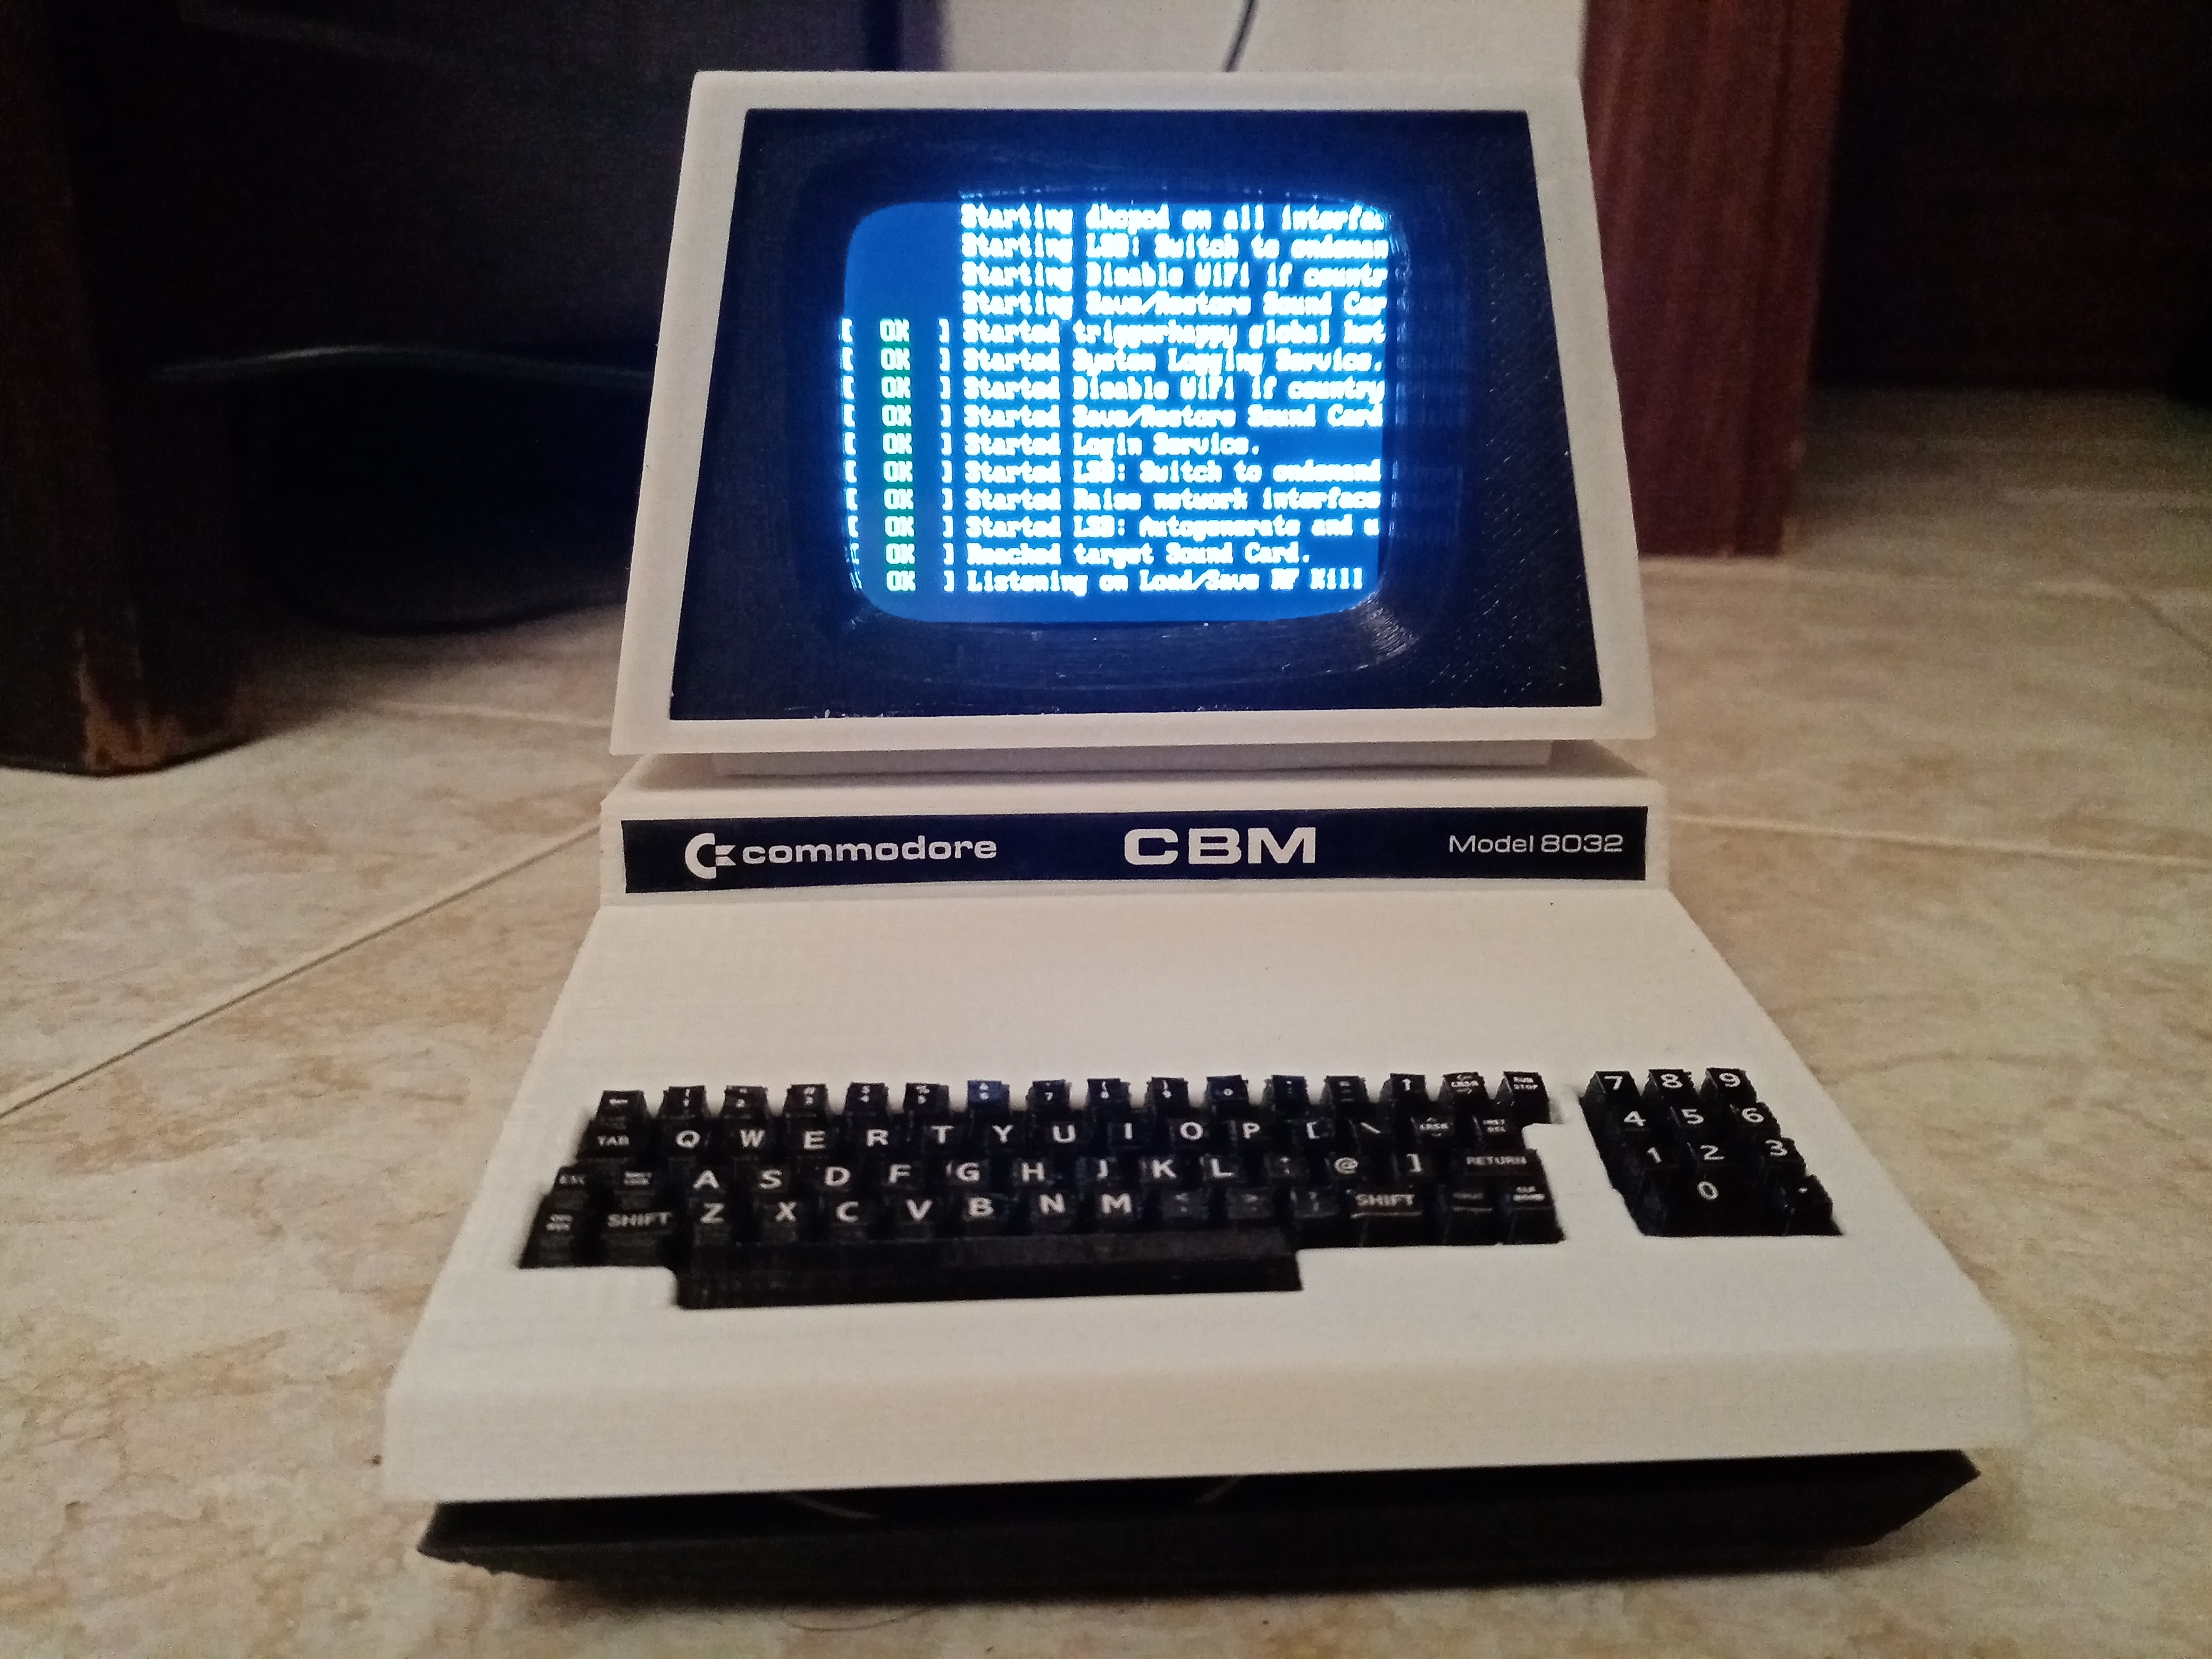 Starting dhcpcd on all interfac
Starting LSB: Switch to ondeman
Starting Disable WiFi if countr
Starting Save/Restore Sound Car
[ OK ] Started triggerhappy global hot
[ OK ] Started System Logging Service.
[ OK ] Started Disable WiFi if country
[ OK ] Started Save/Restore Sound Card
[ OK ] Started Login Service.
[ OK ] Started LSB: Switch to ondemand
[ OK ] Started Raise network interface
[ OK ] Started LSB: Autogenerate and u
[ OK ] Reached target Sound Card.
OK ] Listening on Load/Save RF Kill
commodore CBM Model 8032
7 8 9
TAB Q W E R T Y U I O P [ \
4 5 6
ESC A S D F G H J K L @ ] RETURN
1 2 3
SHIFT Z X C V B N M SHIFT
0 .